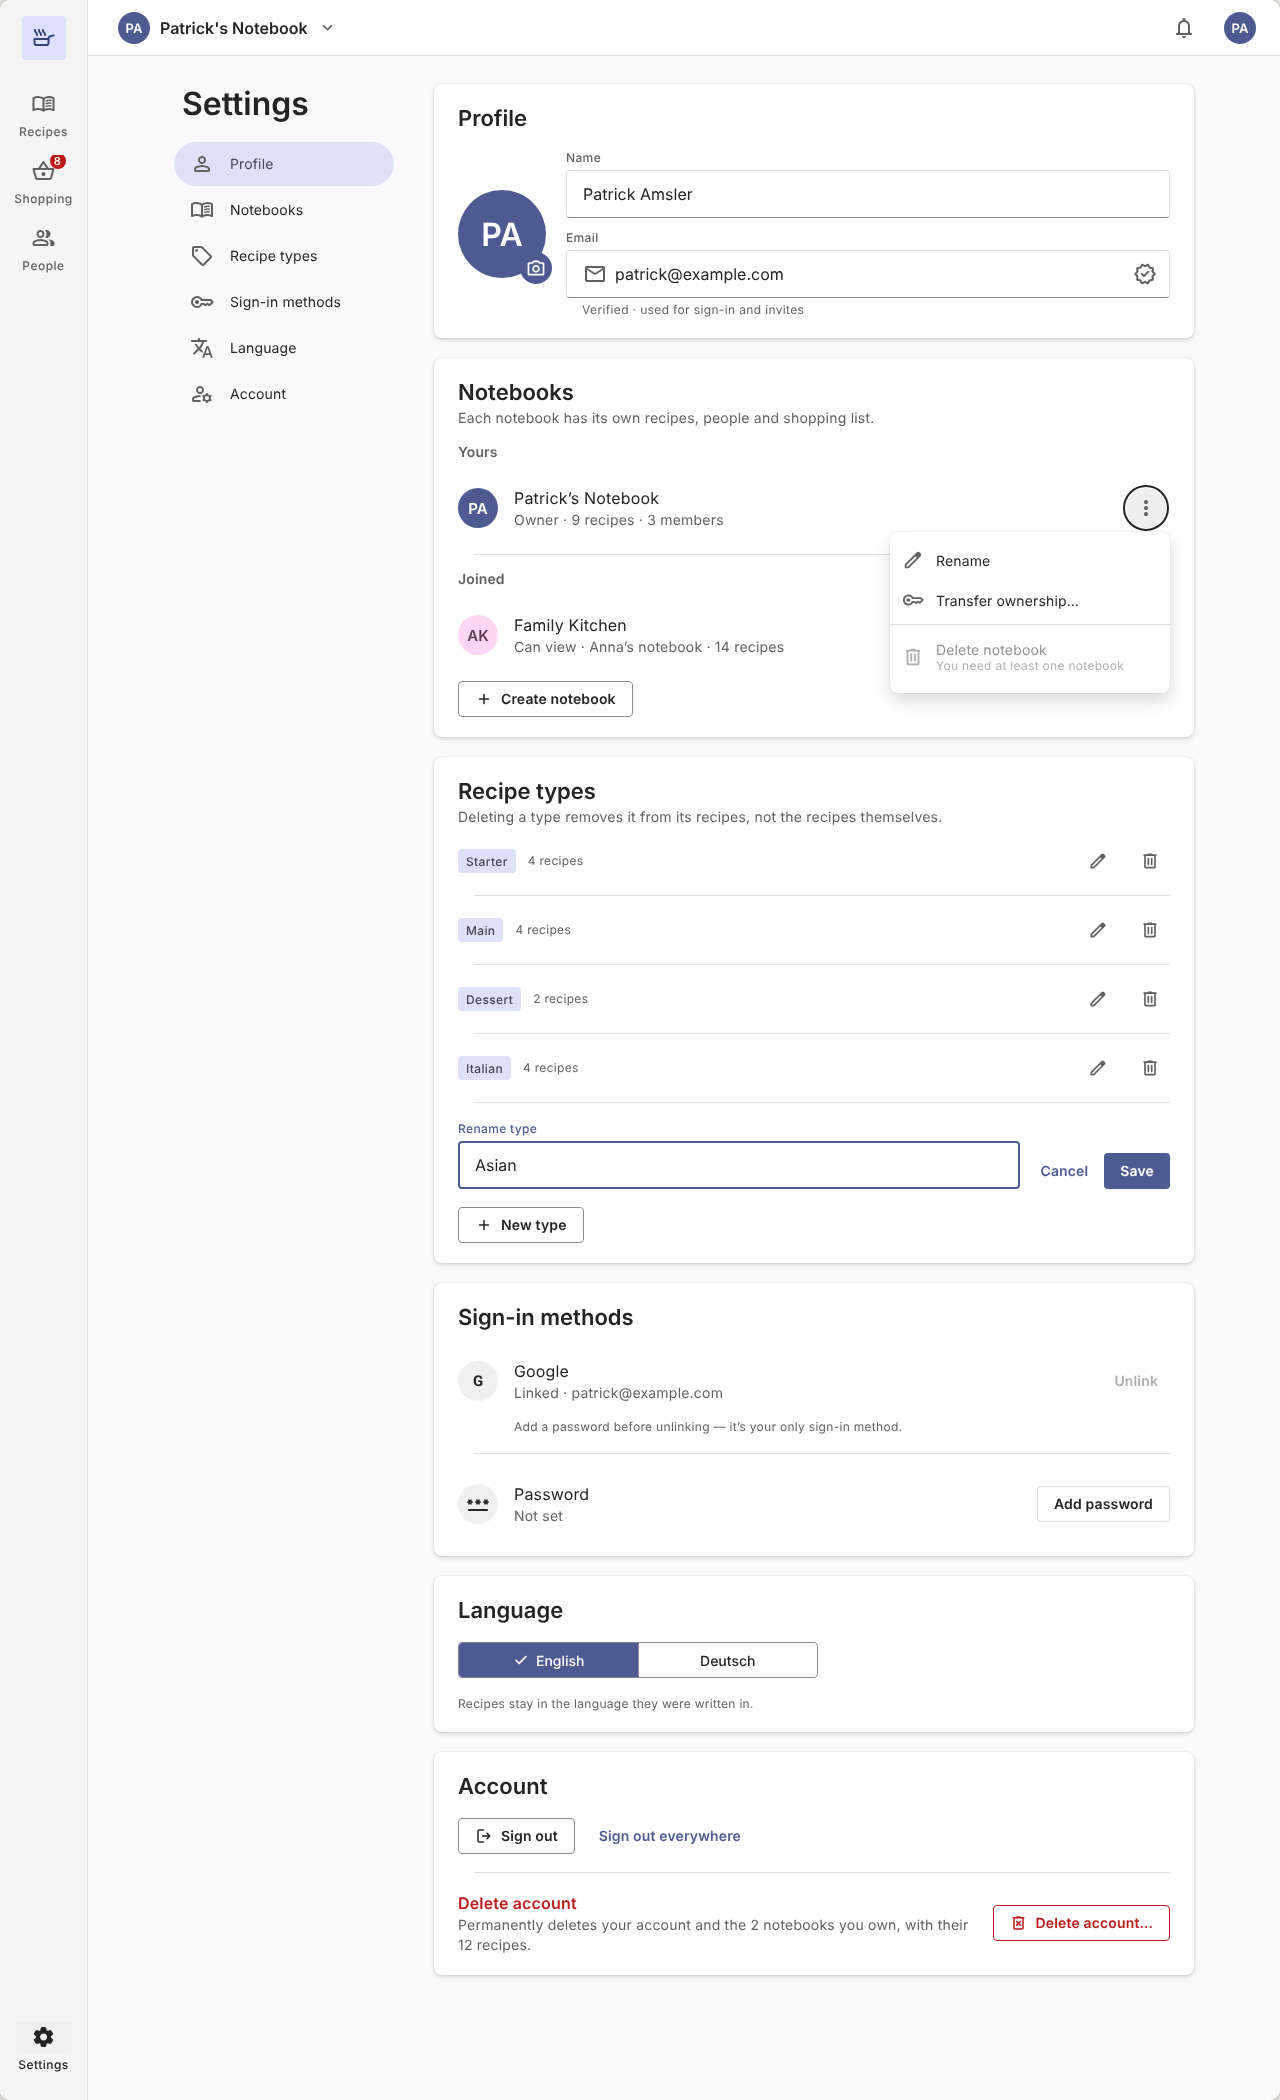 PA Patrick's Notebook
PA
Recipes
8
Shopping
People
Settings
Settings
Profile
Notebooks
Recipe types
Sign-in methods
Language
Account
Profile
PA
Name
Patrick Amsler
Email
patrick@example.com
Verified · used for sign-in and invites
Notebooks
Each notebook has its own recipes, people and shopping list.
Yours
PA
Patrick’s Notebook
Owner · 9 recipes · 3 members
Rename
Transfer ownership...
Delete notebook
You need at least one notebook
Joined
AK
Family Kitchen
Can view · Anna’s notebook · 14 recipes
Create notebook
Recipe types
Deleting a type removes it from its recipes, not the recipes themselves.
Starter 4 recipes
Main 4 recipes
Dessert 2 recipes
Italian 4 recipes
Rename type
Asian
Cancel
Save
New type
Sign-in methods
G
Google
Linked · patrick@example.com
Unlink
Add a password before unlinking — it’s your only sign-in method.
Password
Not set
Add password
Language
English
Deutsch
Recipes stay in the language they were written in.
Account
Sign out
Sign out everywhere
Delete account
Permanently deletes your account and the 2 notebooks you own, with their
12 recipes.
Delete account...